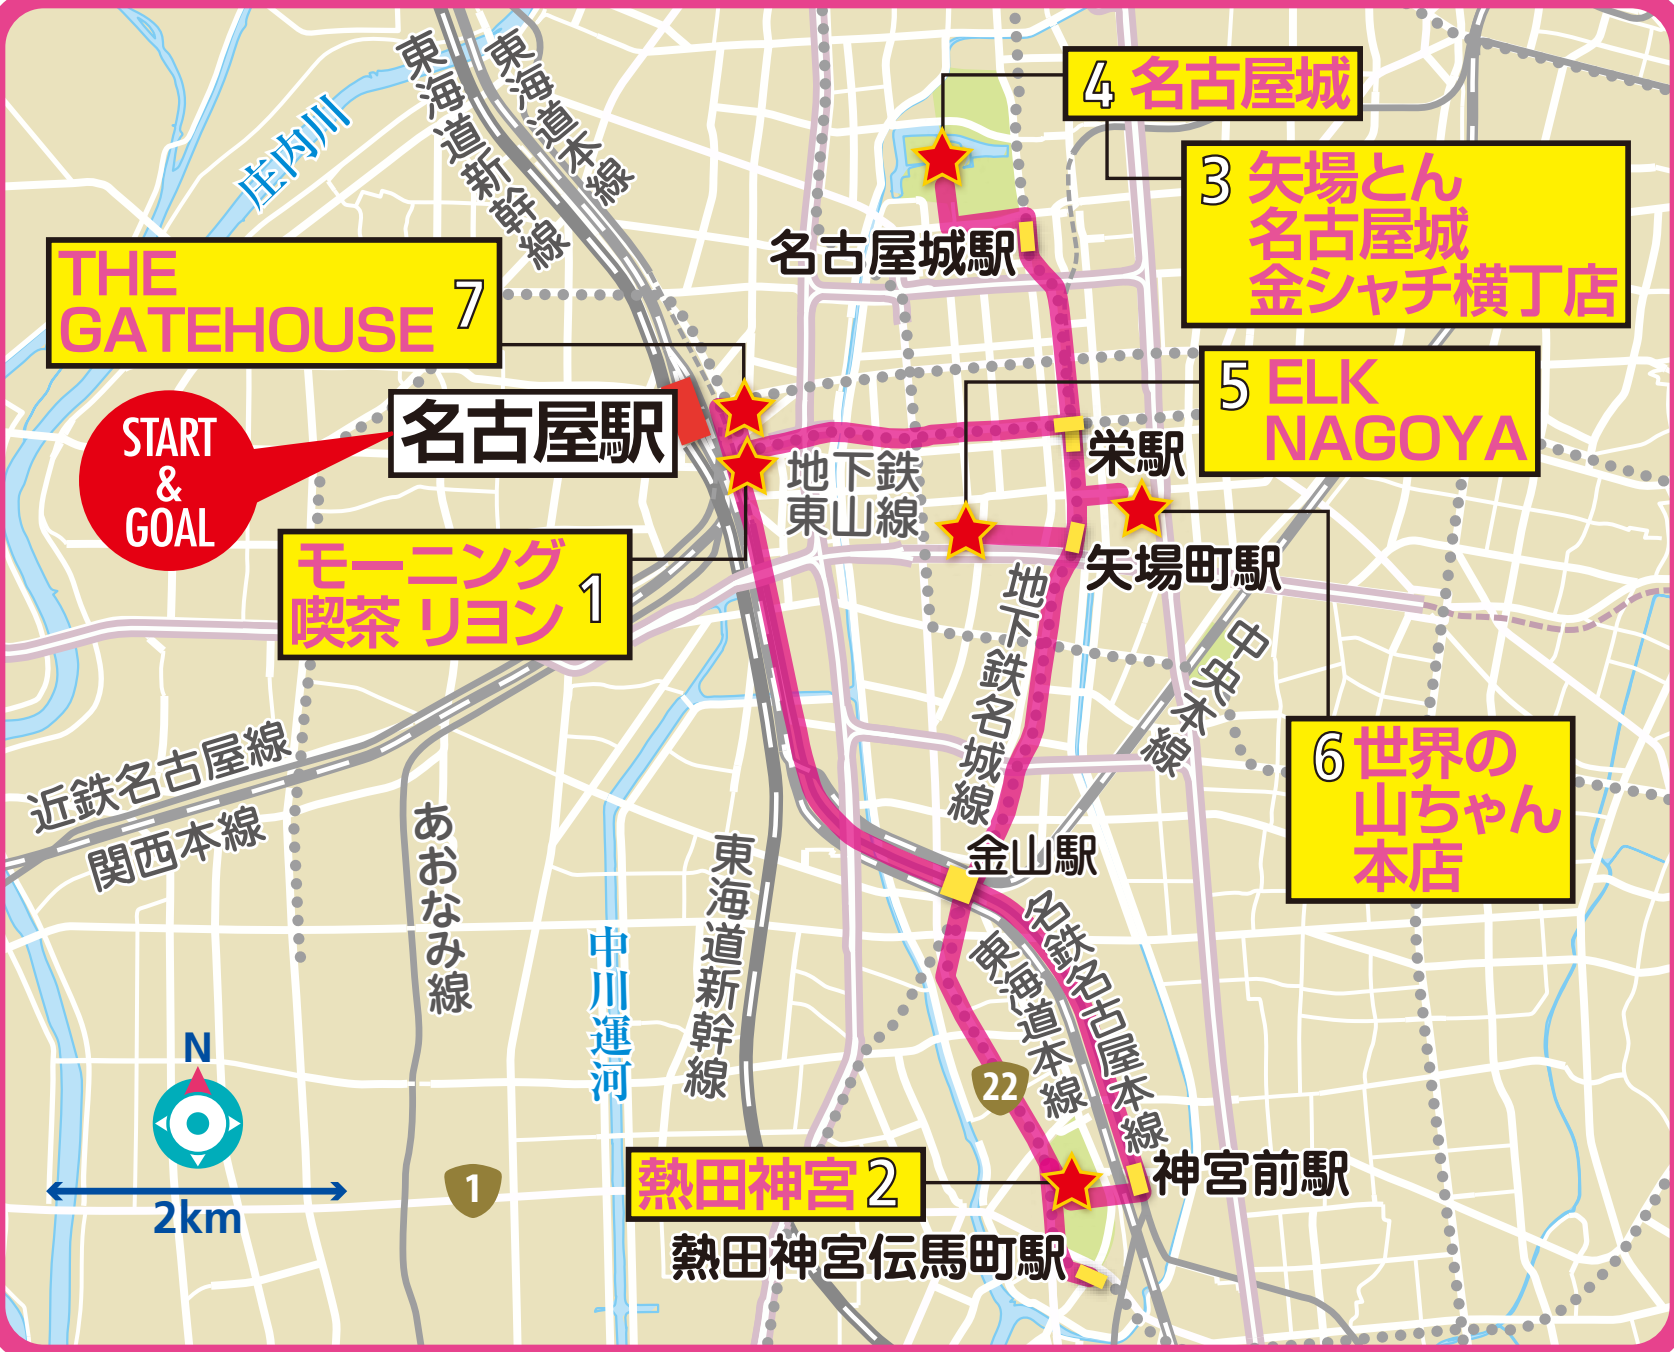 東海道新幹線
東海道本線
庄内川
4 名古屋城
3 矢場とん
名古屋城
金シャチ横丁店
名古屋城駅
THE
GATEHOUSE 7
START
&
GOAL
名古屋駅
5 ELK
NAGOYA
栄駅
地下鉄
東山線
モーニング
喫茶 リヨン 1
矢場町駅
地下鉄名城線
中央本線
6 世界の
山ちゃん
本店
近鉄名古屋線
関西本線
あおなみ線
東海道新幹線
中川運河
金山駅
名鉄名古屋本線
東海道本線
22
N
2km
1
熱田神宮 2
神宮前駅
熱田神宮伝馬町駅